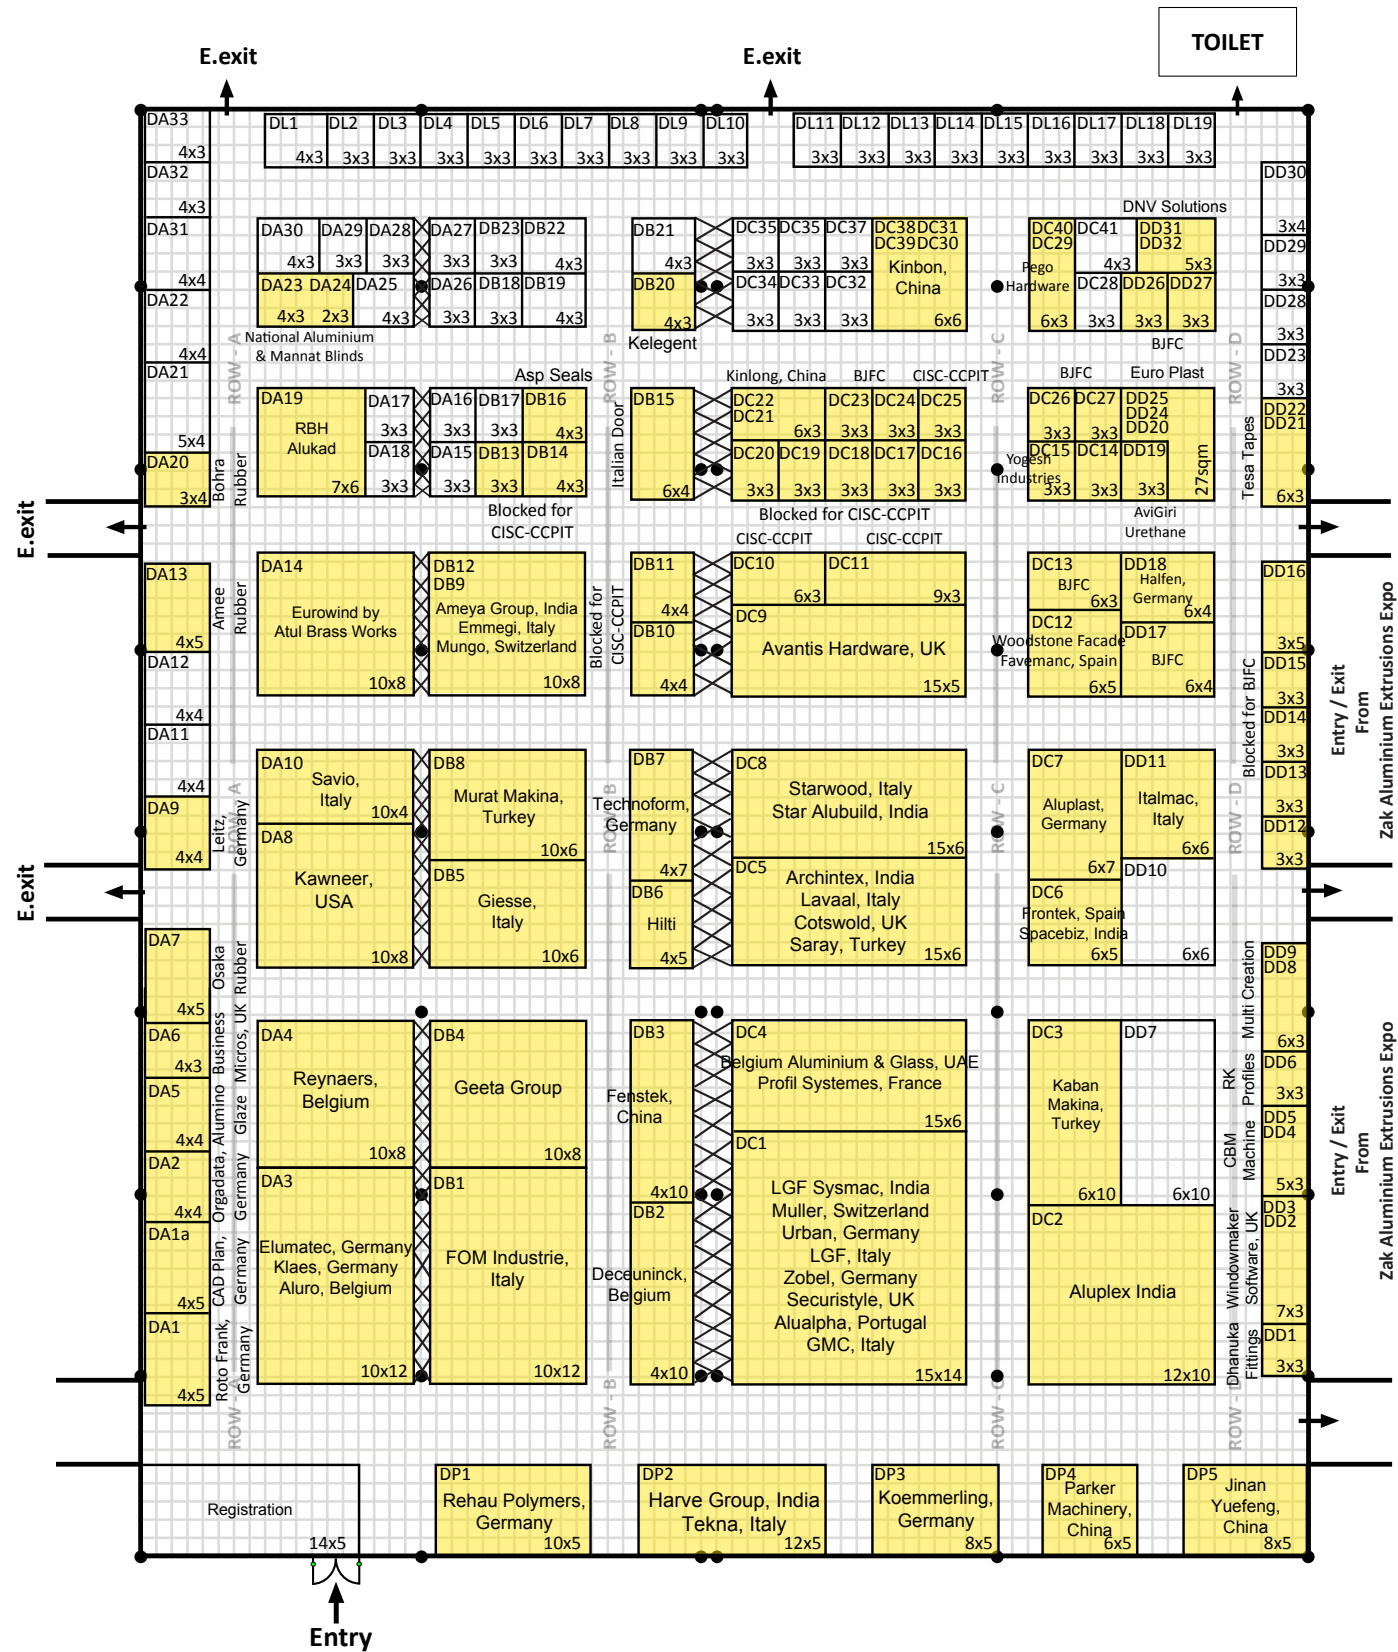 TOILET
E.exit
E.exit
DA33
4x3
DA32
4x3
DA31
4x4
DA22
4x4
DA21
5x4
DA20
3x4
Bohra
Rubber
DL1
4x3
DL2
3x3
DL3
3x3
DL4
3x3
DL5
3x3
DL6
3x3
DL7
3x3
DL8
3x3
DL9
3x3
DL10
3x3
DL11
3x3
DL12
3x3
DL13
3x3
DL14
3x3
DL15
3x3
DL16
3x3
DL17
3x3
DL18
3x3
DL19
3x3
DA30
4x3
DA29
3x3
DA28
3x3
DA27
3x3
DB23
3x3
DB22
4x3
DA23
4x3
DA24
2x3
DA25
4x3
DA26
3x3
DB18
3x3
DB19
3x3
National Aluminium
& Mannat Blinds
DB21
4x3
DB20
4x3
Kelegent
DC35
3x3
DC35
3x3
DC37
3x3
DC38
DC31
DC39
DC30
Kinbon,
China
6x6
DC34
3x3
DC33
3x3
DC32
3x3
DNV Solutions
DC40
DC29
Pego
Hardware
6x3
DC41
4x3
DD31
DD32
5x3
DC28
3x3
DD26
3x3
DD27
3x3
BJFC
DD30
3x4
DD29
3x3
DD28
3x3
DD23
3x3
DD22
DD21
6x3
Tesa Tapes
ROW - A
ROW - B
ROW - C
ROW - D
DA19
RBH
Alukad
7x6
DA17
3x3
DA18
3x3
Asp Seals
DA16
3x3
DB17
3x3
DB16
4x3
DA15
3x3
DB13
3x3
DB14
4x3
Blocked for
CISC-CCPIT
Italian Door
DB15
6x4
Kinlong, China
BJFC
CISC-CCPIT
DC22
DC21
6x3
DC23
3x3
DC24
3x3
DC25
3x3
DC20
3x3
DC19
3x3
DC18
3x3
DC17
3x3
DC16
3x3
Blocked for CISC-CCPIT
BJFC
Euro Plast
DC26
3x3
DC27
3x3
DD25
DD24
DD20
27sqm
DC15
Yogesh
Industries
3x3
DC14
3x3
DD19
3x3
AviGiri
Urethane
E.exit
DA13
4x5
Amee
Rubber
DA12
4x4
DA11
4x4
DA9
4x4
Leitz,
Germany
DA14
Eurowind by
Atul Brass Works
10x8
DB12
DB9
Ameya Group, India
Emmegi, Italy
Mungo, Switzerland
10x8
Blocked for
CISC-CCPIT
DB11
4x4
DB10
4x4
CISC-CCPIT
CISC-CCPIT
DC10
6x3
DC11
9x3
DC9
Avantis Hardware, UK
15x5
DC13
BJFC
6x3
DD18
Halfen,
Germany
6x4
DC12
Woodstone Facade
Favemanc, Spain
6x5
DD17
BJFC
6x4
DD16
3x5
DD15
3x3
DD14
3x3
DD13
3x3
DD12
3x3
Blocked for BJFC
Entry / Exit
From
Zak Aluminium Extrusions Expo
DA10
Savio,
Italy
10x4
DA8
Kawneer,
USA
10x8
DB8
Murat Makina,
Turkey
10x6
DB5
Giesse,
Italy
10x6
DB7
Technoform,
Germany
4x7
DB6
Hilti
4x5
DC8
Starwood, Italy
Star Alubuild, India
15x6
DC5
Archintex, India
Lavaal, Italy
Cotswold, UK
Saray, Turkey
15x6
DC7
Aluplast,
Germany
6x7
DD11
Italmac,
Italy
6x6
DC6
Frontek, Spain
Spacebiz, India
6x5
DD10
6x6
ROW - A
ROW - B
ROW - C
ROW - D
E.exit
DA7
4x5
Osaka
Rubber
DA6
4x3
Business
Micros, UK
DA5
4x4
Alumino
Glaze
DA2
4x4
Orgadata,
Germany
DA1a
4x5
CAD Plan,
Germany
DA1
4x5
Roto Frank,
Germany
DA4
Reynaers,
Belgium
10x8
DB4
Geeta Group
10x8
DA3
Elumatec, Germany
Klaes, Germany
Aluro, Belgium
10x12
DB1
FOM Industrie,
Italy
10x12
DB3
Fenstek,
China
4x10
DB2
Deceuninck,
Belgium
4x10
DC4
Belgium Aluminium & Glass, UAE
Profil Systemes, France
15x6
DC1
LGF Sysmac, India
Muller, Switzerland
Urban, Germany
LGF, Italy
Zobel, Germany
Securistyle, UK
Alualpha, Portugal
GMC, Italy
15x14
DC3
Kaban
Makina,
Turkey
6x10
DD7
6x10
DC2
Aluplex India
12x10
DD9
DD8
6x3
Multi Creation
DD6
3x3
RK
Profiles
DD5
DD4
5x3
CBM
Machine
DD3
DD2
7x3
Windowmaker
Software, UK
DD1
3x3
Dhanuka
Fittings
Entry / Exit
From
Zak Aluminium Extrusions Expo
ROW - A
ROW - B
ROW - C
ROW - D
Registration
14x5
DP1
Rehau Polymers,
Germany
10x5
DP2
Harve Group, India
Tekna, Italy
12x5
DP3
Koemmerling,
Germany
8x5
DP4
Parker
Machinery,
China
6x5
DP5
Jinan
Yuefeng,
China
8x5
Entry